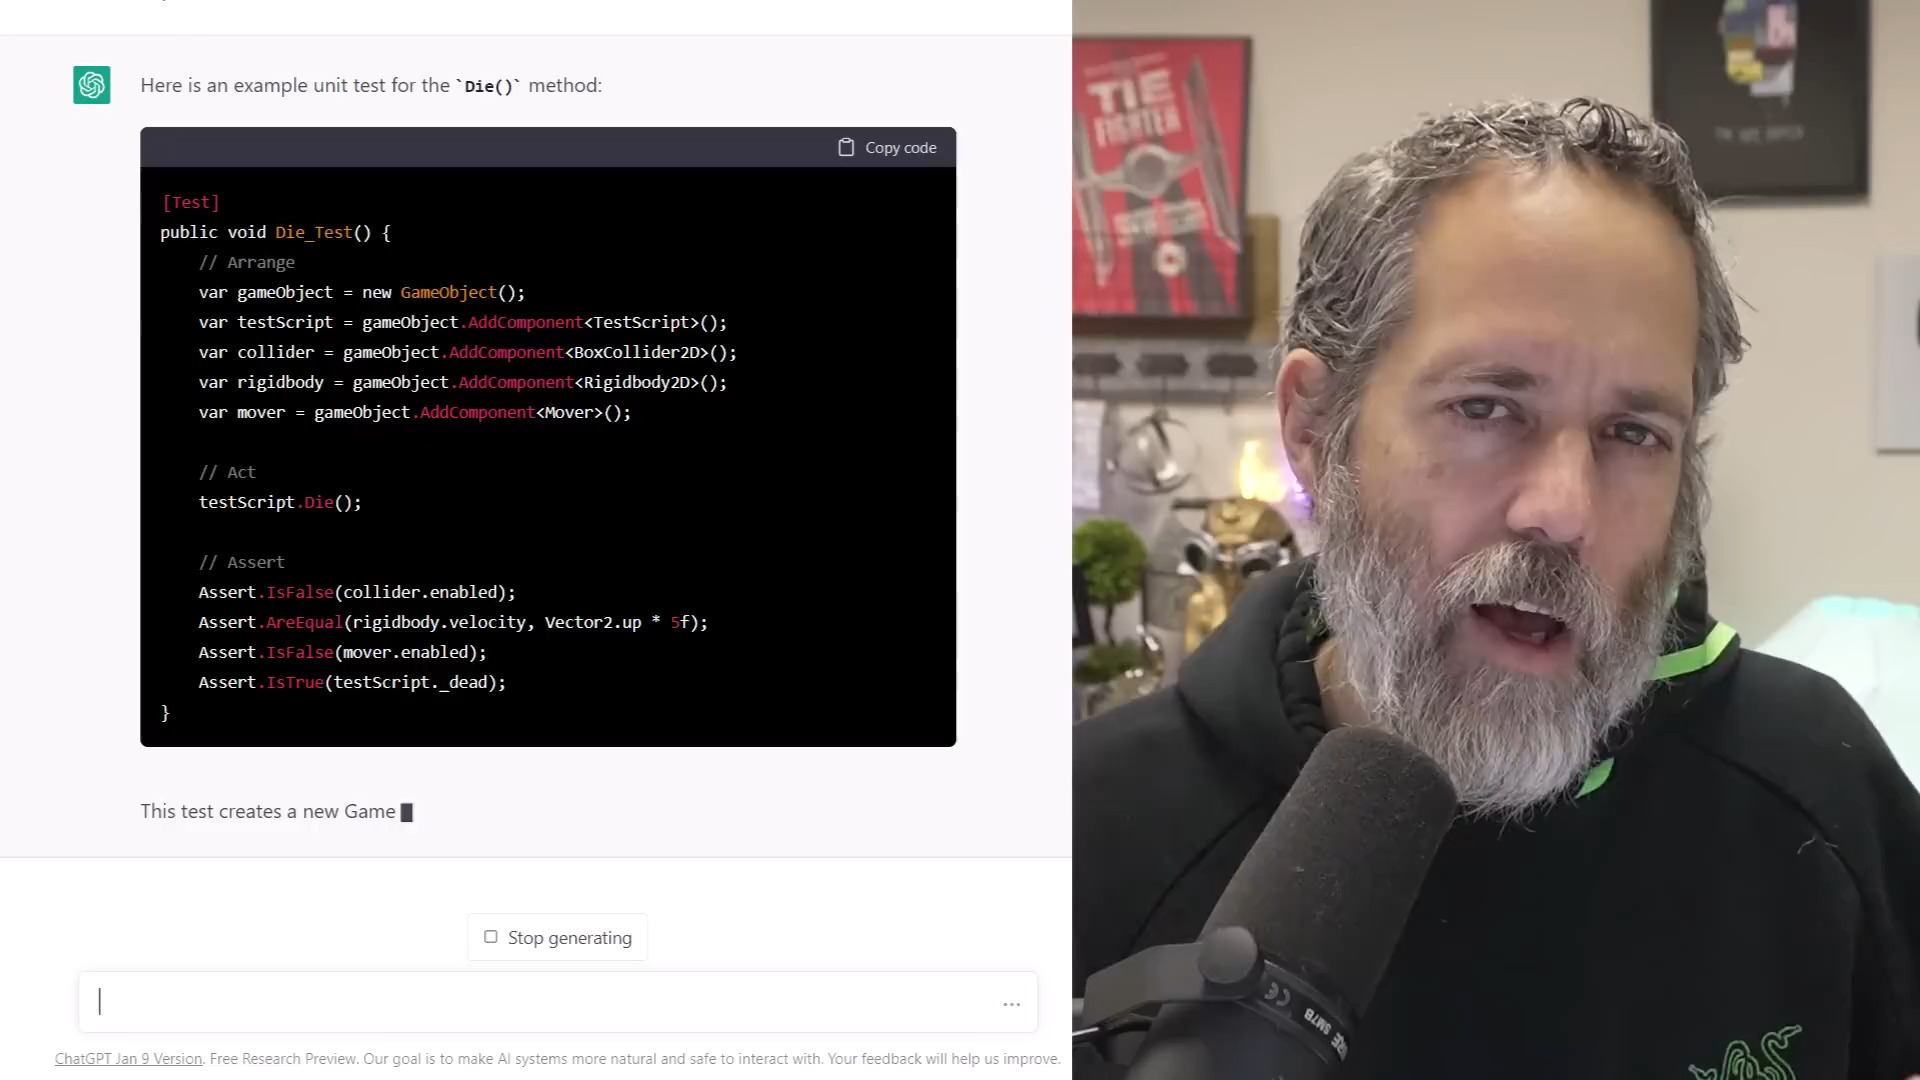 Here is an example unit test for the `Die()` method:
Copy code
[Test]
public void Die_Test() {
// Arrange
var gameObject = new GameObject();
var testScript = gameObject.AddComponent<TestScript>();
var collider = gameObject.AddComponent<BoxCollider2D>();
var rigidbody = gameObject.AddComponent<Rigidbody2D>();
var mover = gameObject.AddComponent<Mover>();
// Act
testScript.Die();
// Assert
Assert.IsFalse(collider.enabled);
Assert.AreEqual(rigidbody.velocity, Vector2.up * 5f);
Assert.IsFalse(mover.enabled);
Assert.IsTrue(testScript._dead);
}
This test creates a new Game
Stop generating
ChatGPT Jan 9 Version. Free Research Preview. Our goal is to make AI systems more natural and safe to interact with. Your feedback will help us improve.
TIE
FIGHTER
CE
SM7B